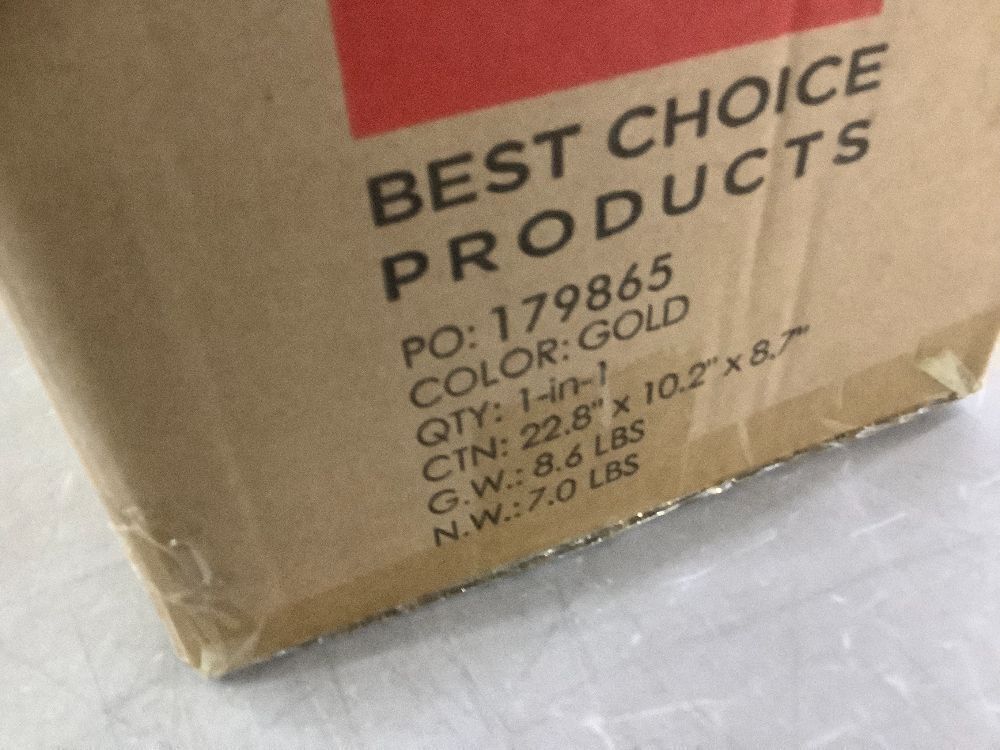 BEST CHOICE
PRODUCTS
PO: 179865
COLOR: GOLD
QTY: 1-in-1
CTN: 22.8" x 10.2" x 8.7"
G.W.: 8.6 LBS
N.W.: 7.0 LBS